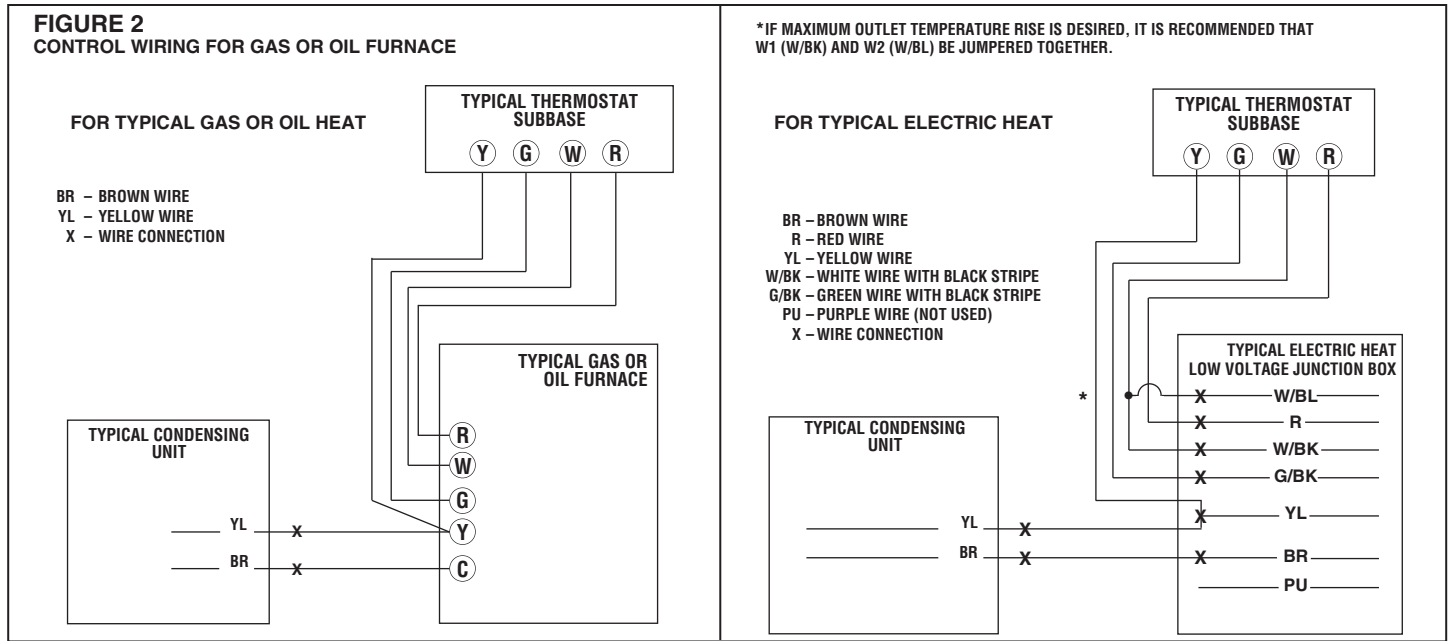 FIGURE 2
CONTROL WIRING FOR GAS OR OIL FURNACE
FOR TYPICAL GAS OR OIL HEAT
TYPICAL THERMOSTAT
SUBBASE
Y G W R
BR – BROWN WIRE
YL – YELLOW WIRE
X – WIRE CONNECTION
TYPICAL GAS OR
OIL FURNACE
R
W
G
Y
C
TYPICAL CONDENSING
UNIT
YL X
BR X
*IF MAXIMUM OUTLET TEMPERATURE RISE IS DESIRED, IT IS RECOMMENDED THAT
W1 (W/BK) AND W2 (W/BL) BE JUMPERED TOGETHER.
FOR TYPICAL ELECTRIC HEAT
TYPICAL THERMOSTAT
SUBBASE
Y G W R
BR – BROWN WIRE
R – RED WIRE
YL – YELLOW WIRE
W/BK – WHITE WIRE WITH BLACK STRIPE
G/BK – GREEN WIRE WITH BLACK STRIPE
PU – PURPLE WIRE (NOT USED)
X – WIRE CONNECTION
TYPICAL ELECTRIC HEAT
LOW VOLTAGE JUNCTION BOX
* X W/BL
X R
X W/BK
X G/BK
X YL
X BR
PU
TYPICAL CONDENSING
UNIT
YL X
BR X